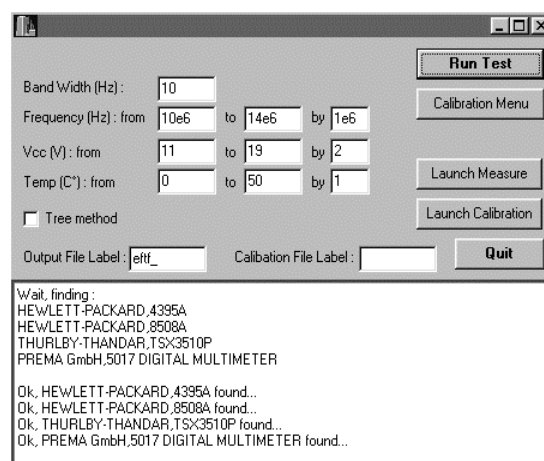 Run Test
Band Width (Hz) : 10
Calibration Menu
Frequency (Hz) : from 10e6 to 14e6 by 1e6
Vcc (V) : from 11 to 19 by 2
Temp (C°) : from 0 to 50 by 1
Launch Measure
Tree method
Launch Calibration
Output File Label : eftf_ Calibation File Label :
Quit
Wait, finding :
HEWLETT-PACKARD,4395A
HEWLETT-PACKARD,8508A
THURLBY-THANDAR,TSX3510P
PREMA GmbH,5017 DIGITAL MULTIMETER
Ok, HEWLETT-PACKARD,4395A found...
Ok, HEWLETT-PACKARD,8508A found...
Ok, THURLBY-THANDAR,TSX3510P found...
Ok, PREMA GmbH,5017 DIGITAL MULTIMETER found...